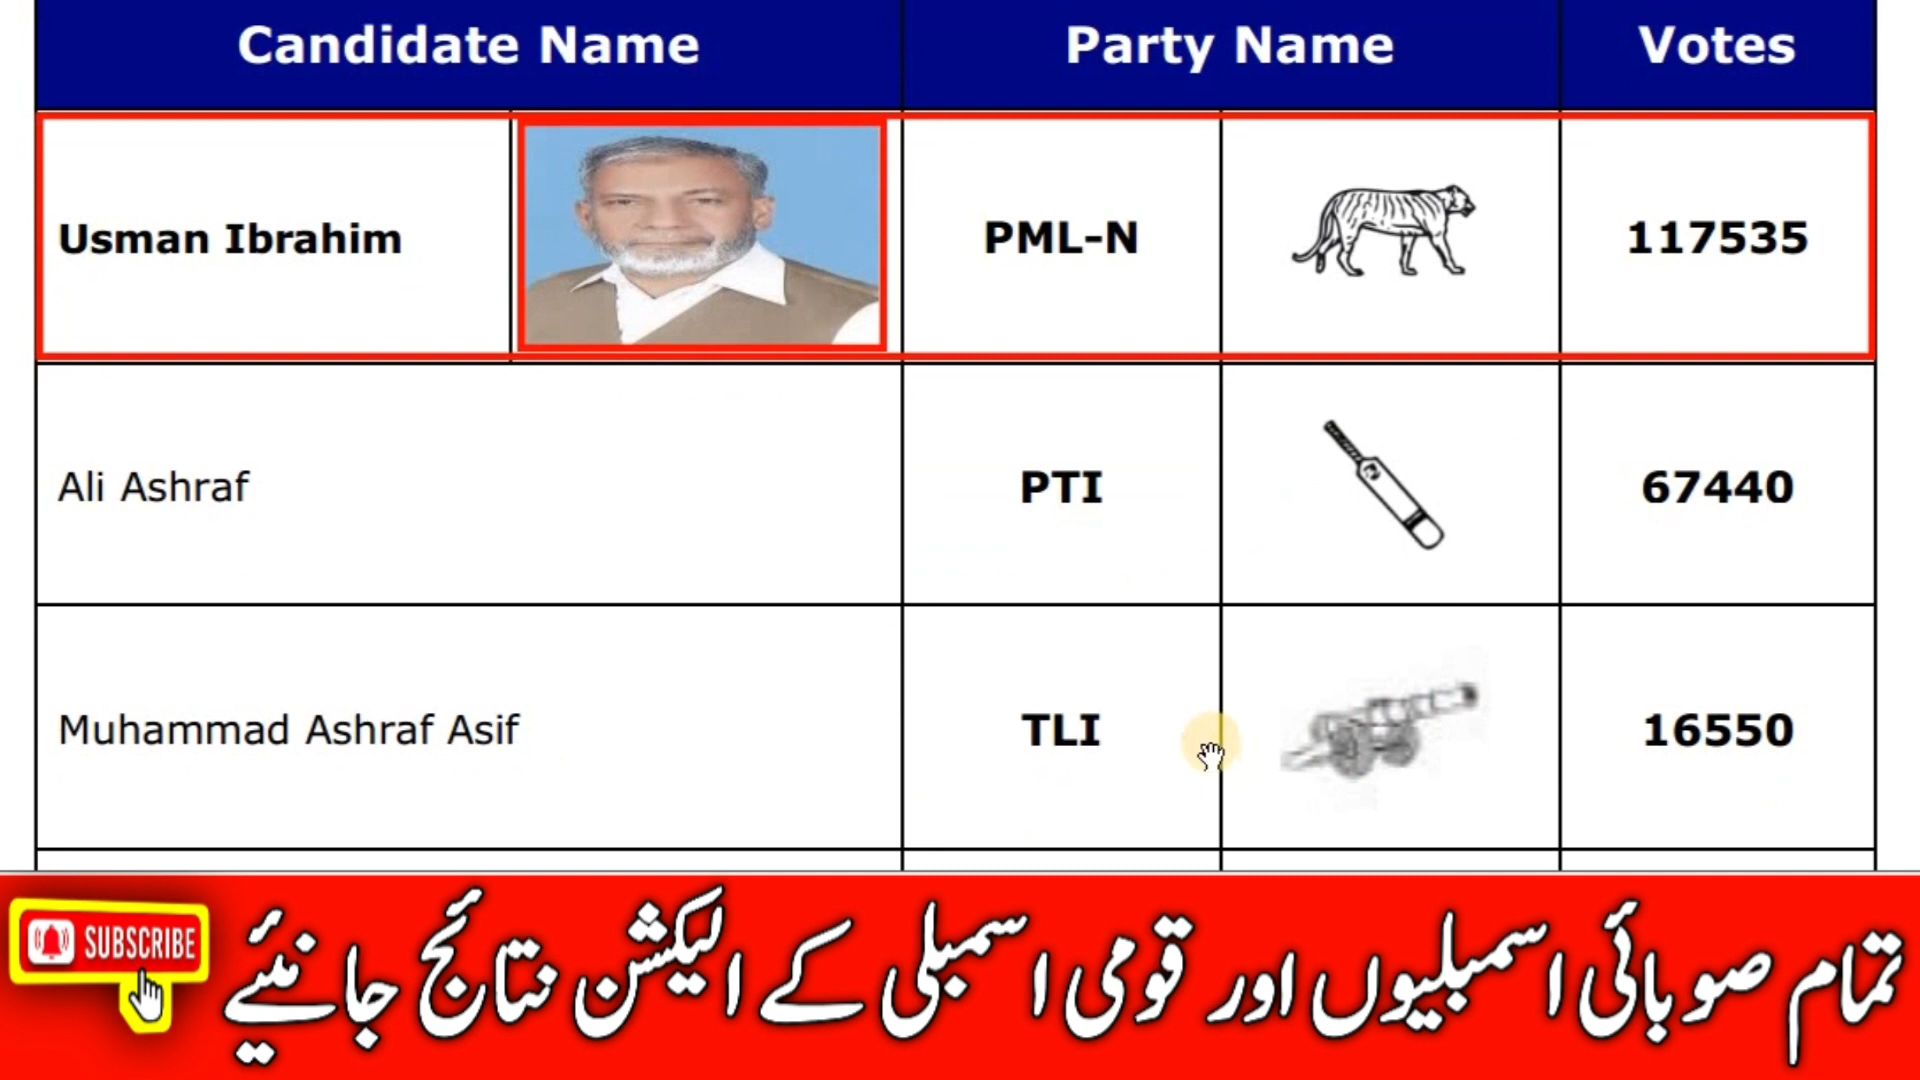 Candidate Name Party Name Votes
Usman Ibrahim PML-N 117535
Ali Ashraf PTI 67440
Muhammad Ashraf Asif TLI 16550
SUBSCRIBE
تمام صوبائی اسمبلیوں اور قومی اسمبلی کے الیکشن نتائج جانئیے